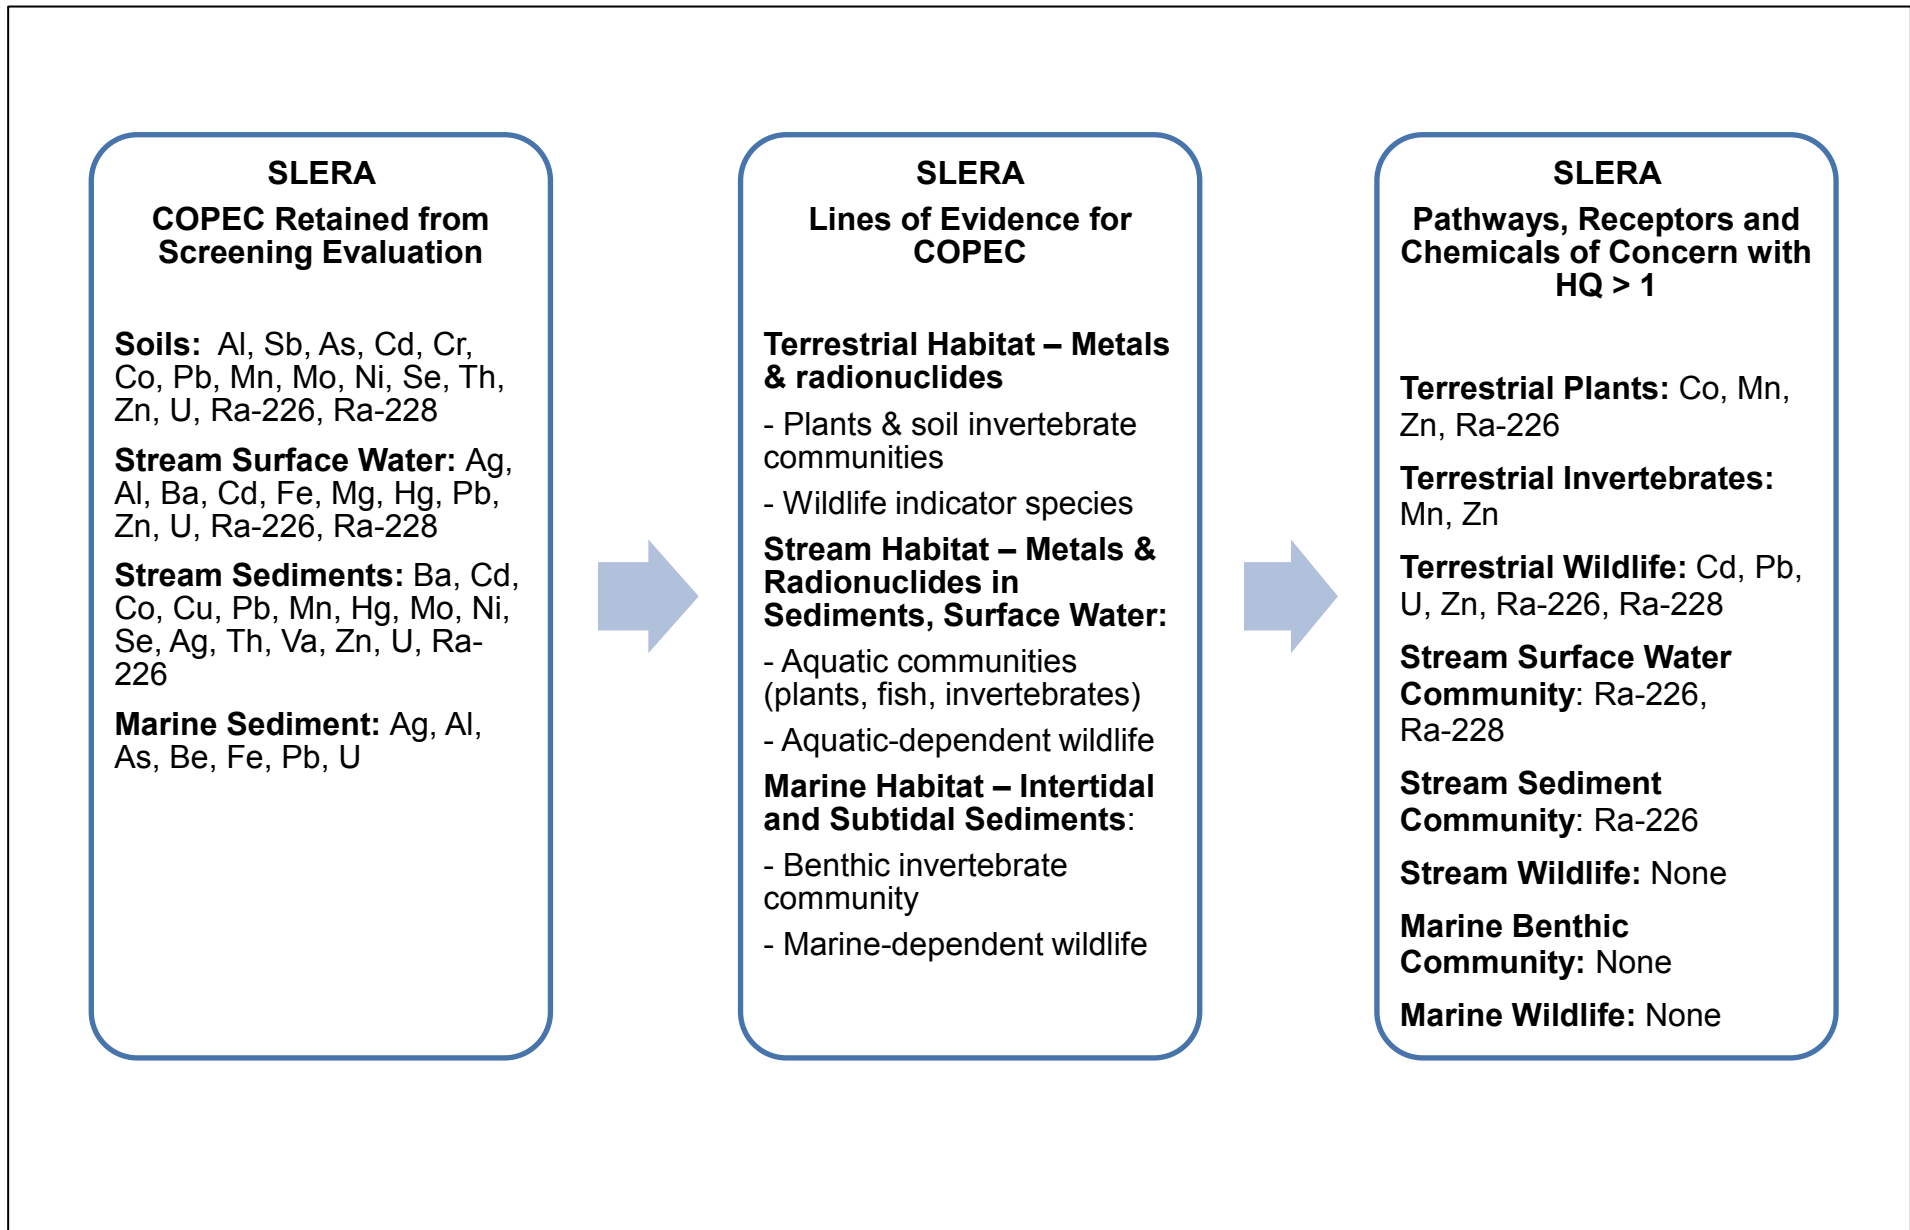 SLERA
COPEC Retained from
Screening Evaluation
Soils:  Al, Sb, As, Cd, Cr,
Co, Pb, Mn, Mo, Ni, Se, Th,
Zn, U, Ra-226, Ra-228
Stream Surface Water: Ag,
Al, Ba, Cd, Fe, Mg, Hg, Pb,
Zn, U, Ra-226, Ra-228
Stream Sediments: Ba, Cd,
Co, Cu, Pb, Mn, Hg, Mo, Ni,
Se, Ag, Th, Va, Zn, U, Ra-
226
Marine Sediment: Ag, Al,
As, Be, Fe, Pb, U
SLERA
Lines of Evidence for
COPEC
Terrestrial Habitat – Metals
& radionuclides
- Plants & soil invertebrate
communities
- Wildlife indicator species
Stream Habitat – Metals &
Radionuclides in
Sediments, Surface Water:
- Aquatic communities
(plants, fish, invertebrates)
- Aquatic-dependent wildlife
Marine Habitat – Intertidal
and Subtidal Sediments:
- Benthic invertebrate
community
- Marine-dependent wildlife
SLERA
Pathways, Receptors and
Chemicals of Concern with
HQ > 1
Terrestrial Plants: Co, Mn,
Zn, Ra-226
Terrestrial Invertebrates:
Mn, Zn
Terrestrial Wildlife: Cd, Pb,
U, Zn, Ra-226, Ra-228
Stream Surface Water
Community: Ra-226,
Ra-228
Stream Sediment
Community: Ra-226
Stream Wildlife: None
Marine Benthic
Community: None
Marine Wildlife: None